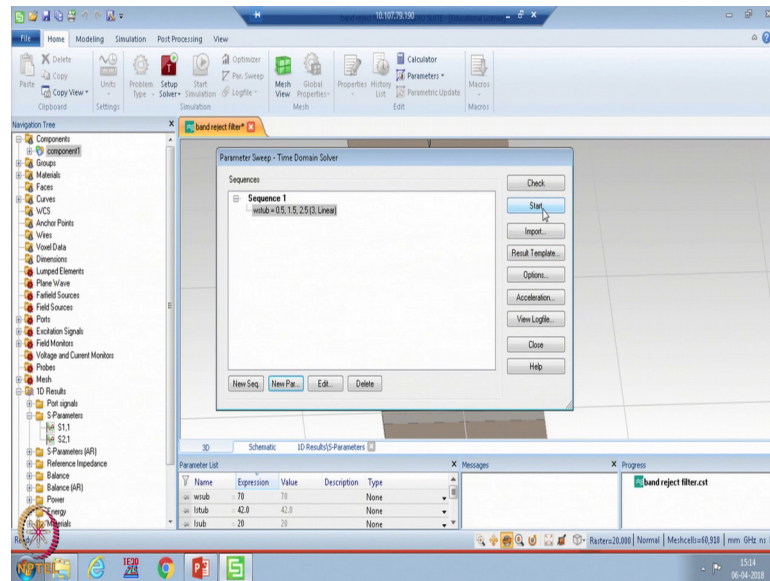 10.107.79.190
File Home Modeling Simulation Post Processing View
Delete
Copy
Copy View
Paste
Clipboard
Units
Settings
Problem Type
Setup Solver
Start Simulation
Optimizer
Par. Sweep
Logfile
Simulation
Mesh View
Global Properties
Mesh
Properties
History List
Calculator
Parameters
Parametric Update
Edit
Macros
Macros
Navigation Tree X
band reject filter*
Components
component1
Groups
Materials
Faces
Curves
WCS
Anchor Points
Wires
Voxel Data
Dimensions
Lumped Elements
Plane Wave
Farfield Sources
Field Sources
Ports
Excitation Signals
Field Monitors
Voltage and Current Monitors
Probes
Mesh
1D Results
Port signals
S-Parameters
S1,1
S2,1
S-Parameters (AR)
Reference Impedance
Balance
Balance (AR)
Power
Energy
Materials
Parameter Sweep - Time Domain Solver
Sequences
Sequence 1
wstub = 0.5, 1.5, 2.5 (3, Linear)
Check
Start
Import...
Result Template...
Options...
Acceleration...
View Logfile...
Close
Help
New Seq New Par... Edit... Delete
3D Schematic 1D Results\S-Parameters
Parameter List X Messages X Progress
Name Expression Value Description Type
wsub = 70 70 None
lstub = 42.0 42.0 None
lsub = 20 20 None
band reject filter.cst
Raster=20.000 Normal Meshcells=60,918 mm GHz ns
NPTEL
15:14
06-04-2018